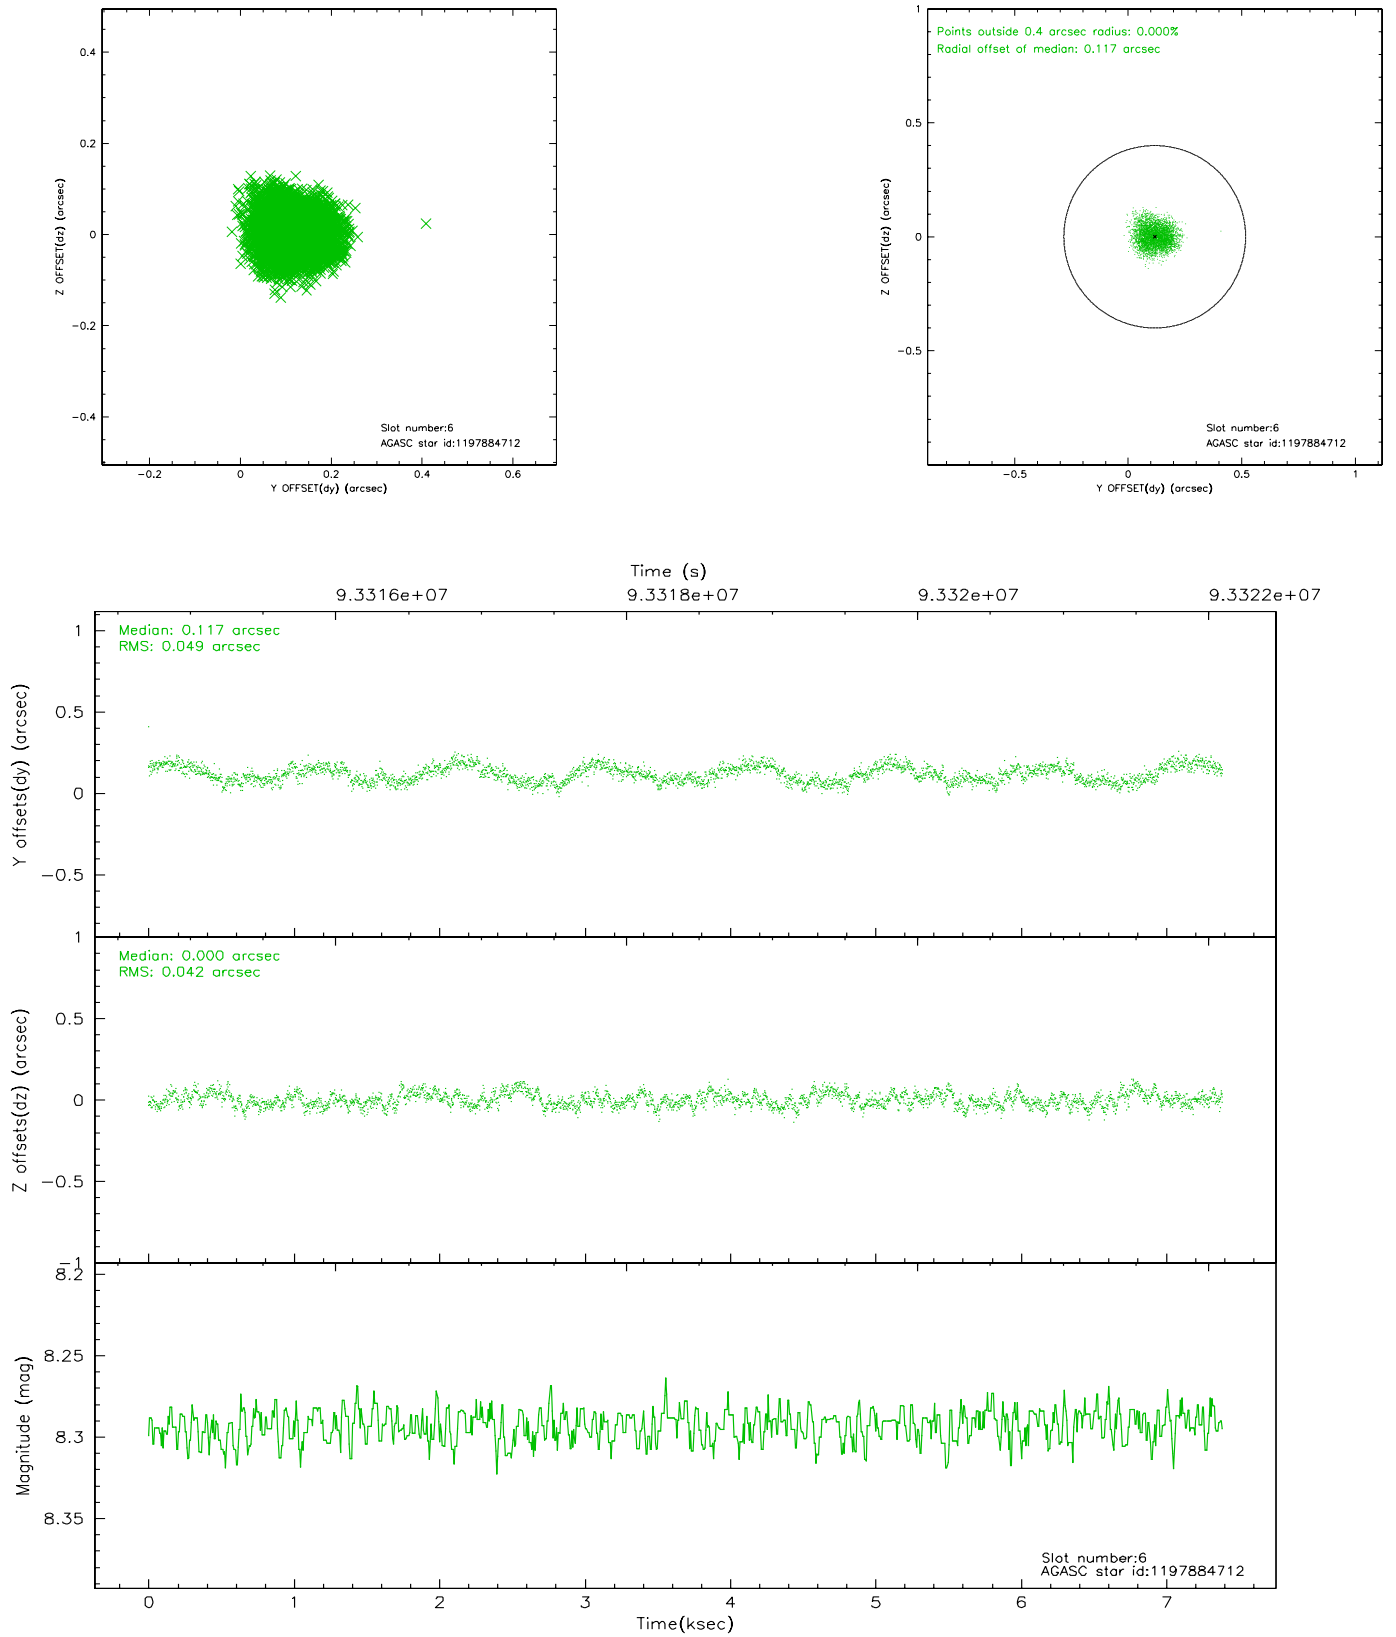 0.4
0.2
0
-0.2
-0.4
Z OFFSET(dz) (arcsec)
Slot number:6
AGASC star id:1197884712
-0.2 0 0.2 0.4 0.6
Y OFFSET(dy) (arcsec)
Points outside 0.4 arcsec radius: 0.000%
Radial offset of median: 0.117 arcsec
1
0.5
0
-0.5
Z OFFSET(dz) (arcsec)
Slot number:6
AGASC star id:1197884712
-0.5 0 0.5 1
Y OFFSET(dy) (arcsec)
Time (s)
9.3316e+07 9.3318e+07 9.332e+07 9.3322e+07
Median: 0.117 arcsec
RMS: 0.049 arcsec
1
0.5
0
-0.5
Y offsets(dy) (arcsec)
Median: 0.000 arcsec
RMS: 0.042 arcsec
1
0.5
0
-0.5
-1
Z offsets(dz) (arcsec)
8.2
8.25
8.3
8.35
Magnitude (mag)
Slot number:6
AGASC star id:1197884712
0 1 2 3 4 5 6 7
Time(ksec)